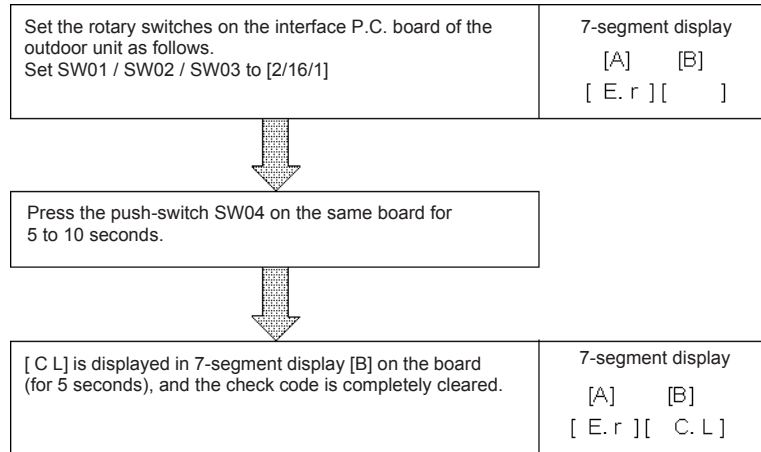 Set the rotary switches on the interface P.C. board of the
outdoor unit as follows.
Set SW01 / SW02 / SW03 to [2/16/1]
7-segment display
[A] [B]
[ E. r ] [ ]
Press the push-switch SW04 on the same board for
5 to 10 seconds.
[ C L] is displayed in 7-segment display [B] on the board
(for 5 seconds), and the check code is completely cleared.
7-segment display
[A] [B]
[ E. r ] [ C. L ]